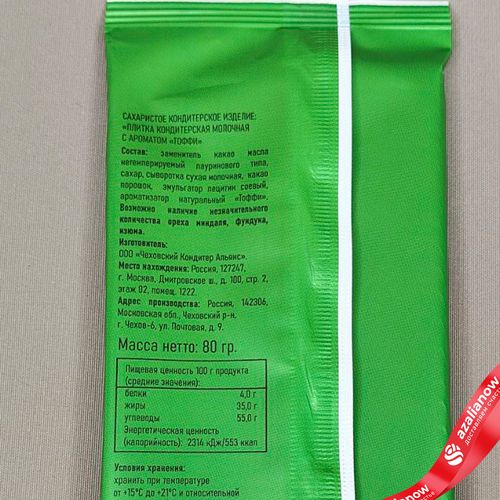 САХАРИСТОЕ КОНДИТЕРСКОЕ ИЗДЕЛИЕ:
«ПЛИТКА КОНДИТЕРСКАЯ МОЛОЧНАЯ
С АРОМАТОМ «ТОФФИ»
Состав: заменитель какао масла
нетемперируемый лауринового типа,
сахар, сыворотка сухая молочная, какао
порошок, эмульгатор лецитин соевый,
ароматизатор натуральный «Тоффи».
Возможно наличие незначительного
количества ореха миндаля, фундука,
изюма.
Изготовитель:
ООО «Чеховский Кондитер Альянс».
Место нахождения: Россия, 127247,
г. Москва, Дмитровское ш., д. 100, стр. 2,
этаж 02, помещ. 1222.
Адрес производства: Россия, 142306,
Московская обл., Чеховский р-н,
г. Чехов-6, ул. Почтовая, д. 9.
Масса нетто: 80 гр.
Пищевая ценность 100 г продукта
(средние значения):
белки 4,0 г
жиры 35,0 г
углеводы 55,0 г
Энергетическая ценность
(калорийность): 2314 кДж/553 ккал
Условия хранения:
хранить при температуре
от +15°С до +21°С и относительной
azalianow
доставляем счастье